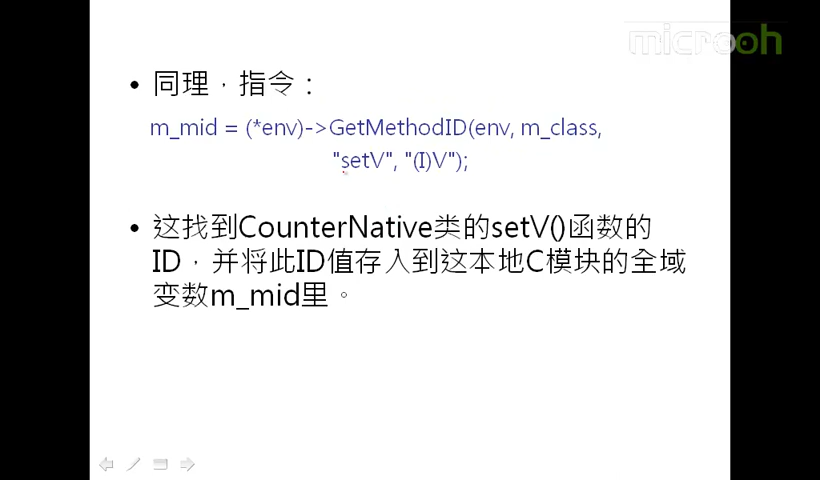 microoh
• 同理，指令：
m_mid = (*env)->GetMethodID(env, m_class,
"setV", "(I)V");
• 这找到CounterNative类的setV()函数的
ID，并将此ID值存入到这本地C模块的全域
变数m_mid里。